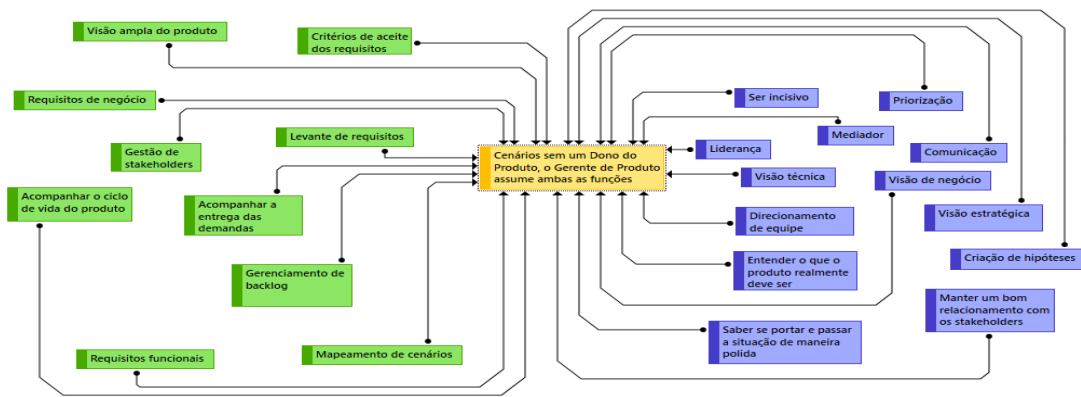 Visão ampla do produto
Critérios de aceite
dos requisitos
Requisitos de negócio
Gestão de
stakeholders
Levante de requisitos
Acompanhar o ciclo
de vida do produto
Acompanhar a
entrega das
demandas
Gerenciamento de
backlog
Requisitos funcionais
Mapeamento de cenários
Cenários sem um Dono do
Produto, o Gerente de Produto
assume ambas as funções
Ser incisivo
Priorização
Mediador
Liderança
Comunicação
Visão técnica
Visão de negócio
Direcionamento
de equipe
Visão estratégica
Entender o que o
produto realmente
deve ser
Criação de hipóteses
Manter um bom
relacionamento com
os stakeholders
Saber se portar e passar
a situação de maneira
polida